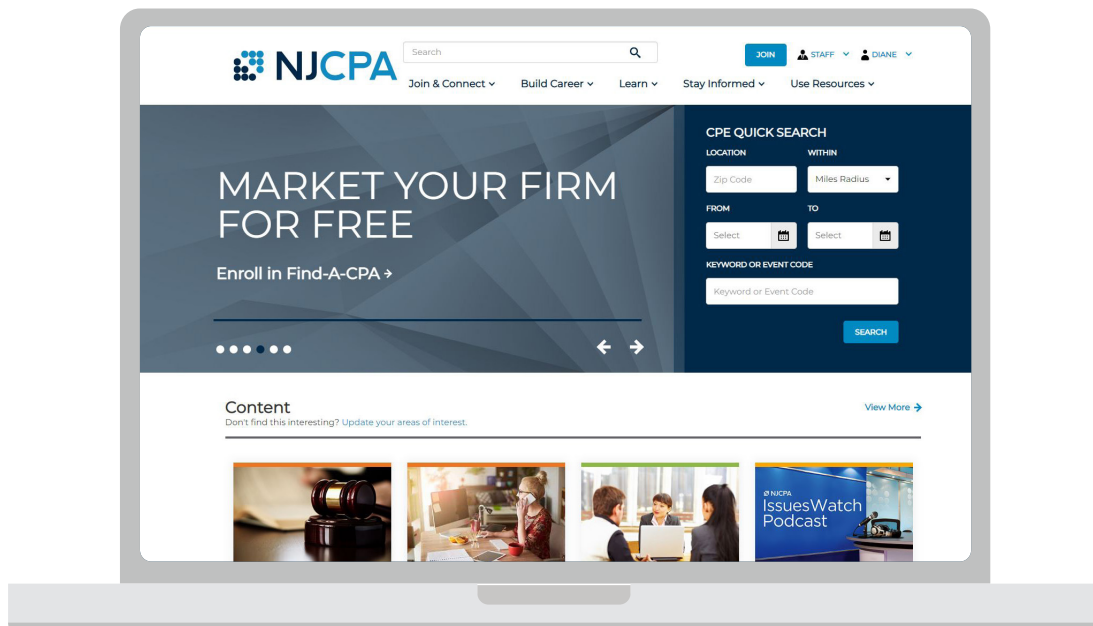 NJCPA
Search
JOIN
STAFF
DIANE
Join & Connect
Build Career
Learn
Stay Informed
Use Resources
MARKET YOUR FIRM
FOR FREE
Enroll in Find-A-CPA
CPE QUICK SEARCH
LOCATION
WITHIN
Zip Code
Miles Radius
FROM
TO
Select
Select
KEYWORD OR EVENT CODE
Keyword or Event Code
SEARCH
Content
View More
Don't find this interesting? Update your areas of interest.
NJCPA
IssuesWatch
Podcast